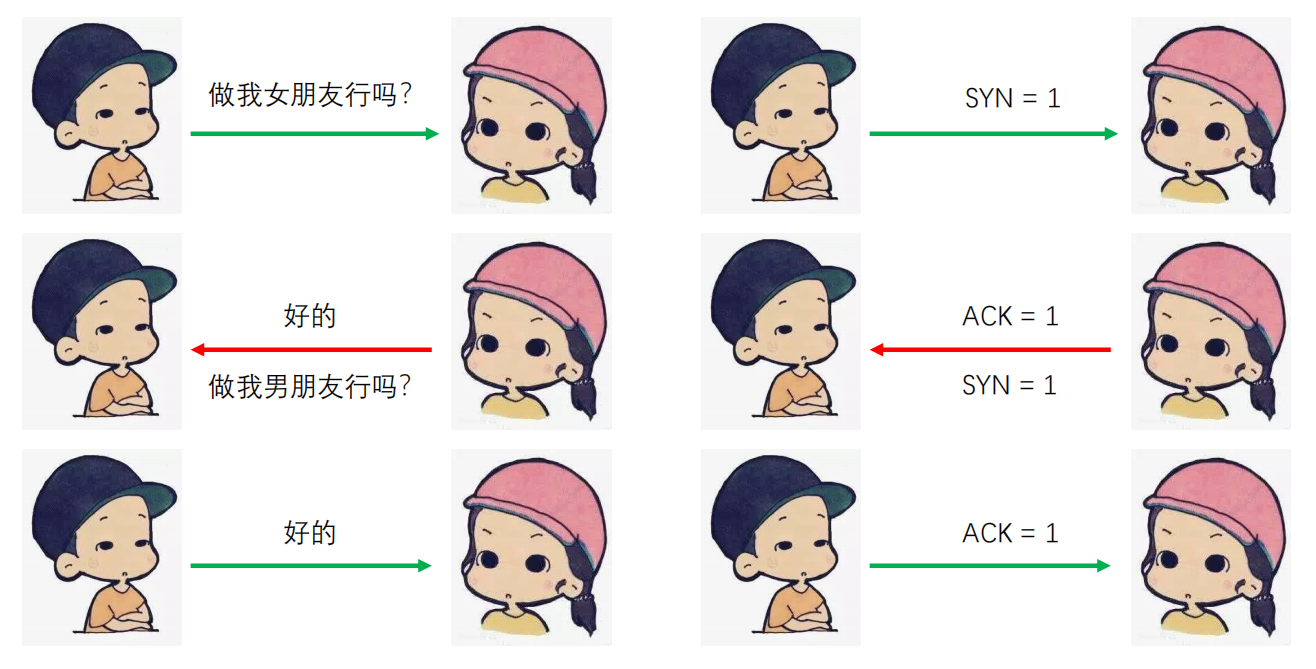 做我女朋友行吗？
SYN = 1
好的
做我男朋友行吗？
ACK = 1
SYN = 1
好的
ACK = 1